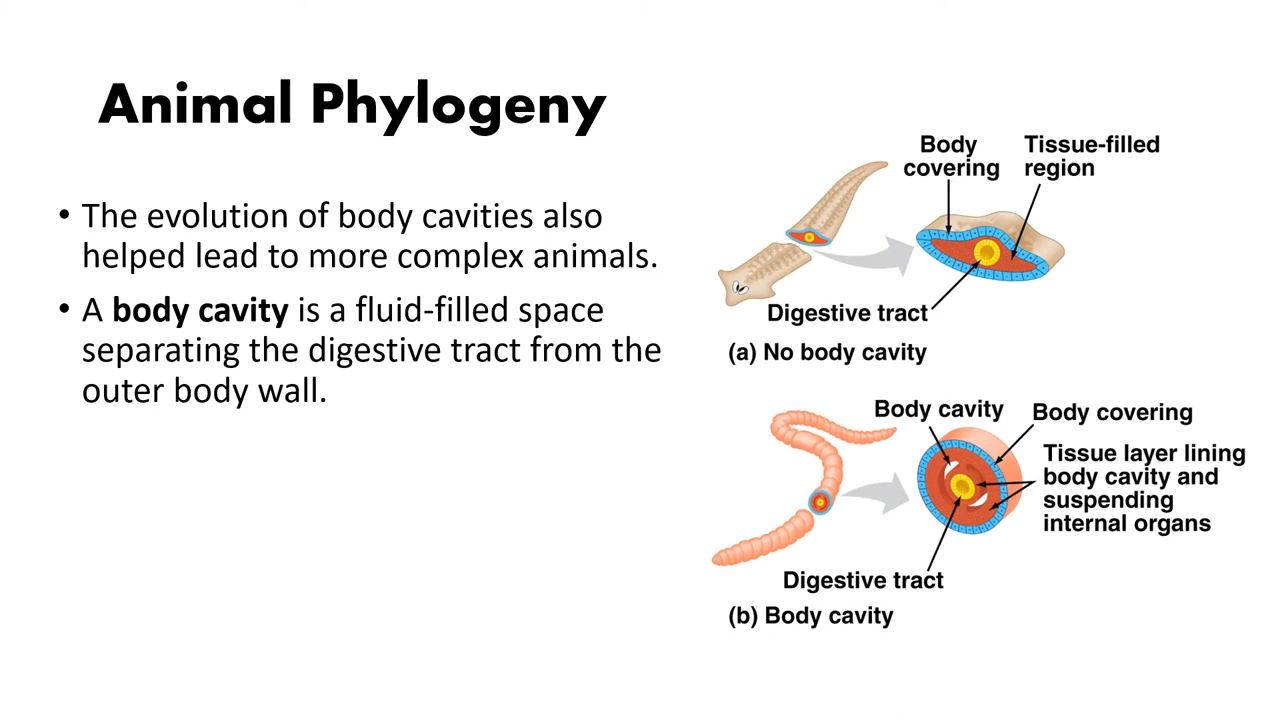 Animal Phylogeny
• The evolution of body cavities also
helped lead to more complex animals.
• A body cavity is a fluid-filled space
separating the digestive tract from the
outer body wall.
Body
covering
Tissue-filled
region
Digestive tract
(a) No body cavity
Body cavity
Body covering
Tissue layer lining
body cavity and
suspending
internal organs
Digestive tract
(b) Body cavity